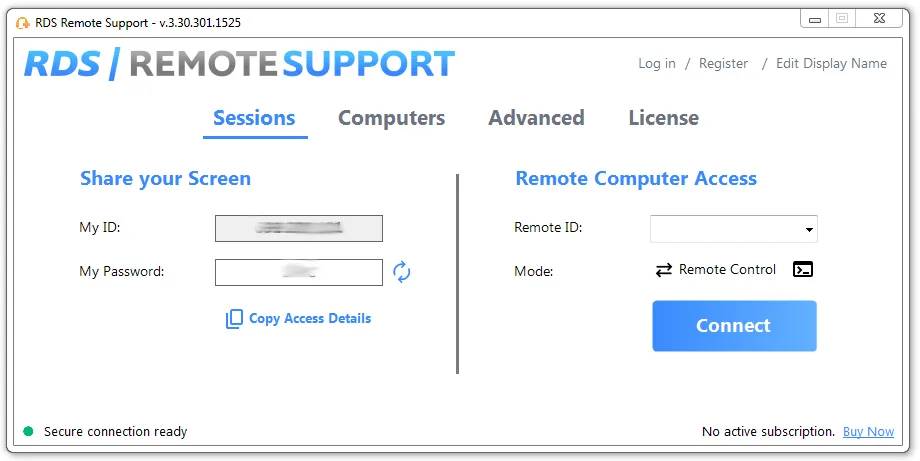 RDS Remote Support - v.3.30.301.1525
RDS / REMOTESUPPORT
Log in / Register / Edit Display Name
Sessions Computers Advanced License
Share your Screen
My ID:
My Password:
Copy Access Details
Remote Computer Access
Remote ID:
Mode: Remote Control
Connect
Secure connection ready
No active subscription. Buy Now